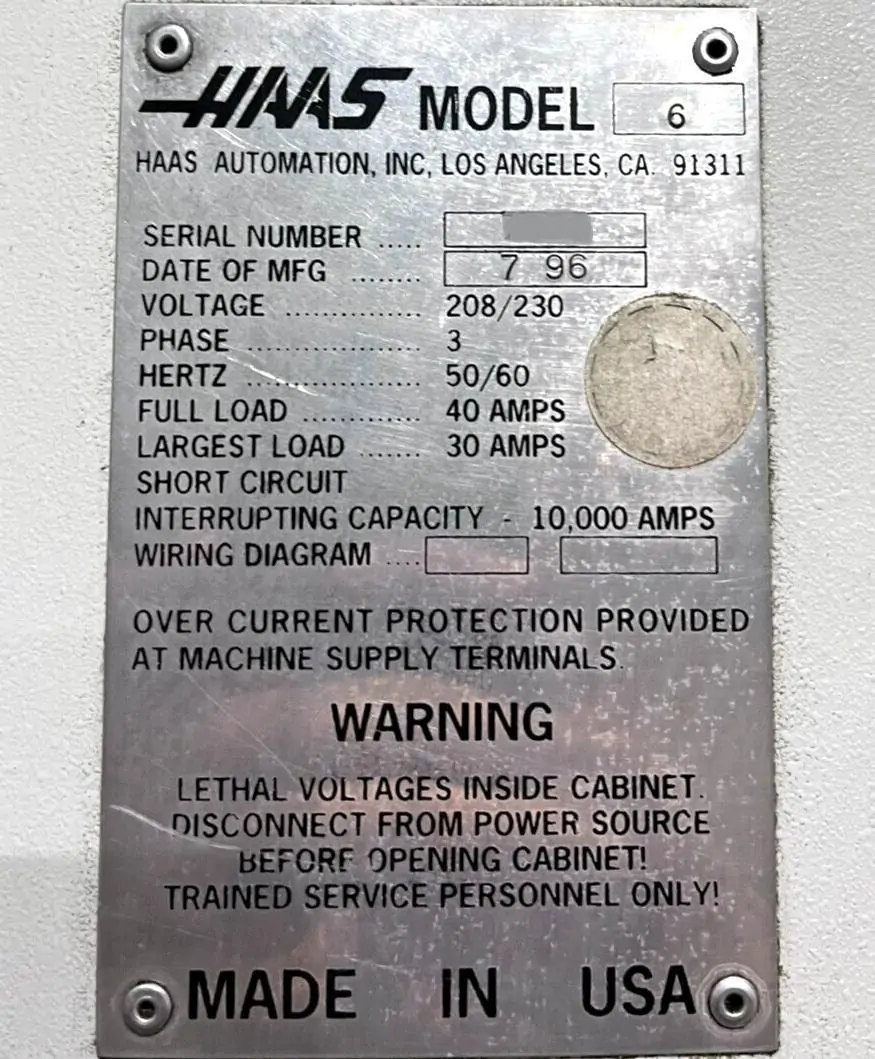 HAAS MODEL 6
HAAS AUTOMATION, INC, LOS ANGELES, CA. 91311
SERIAL NUMBER .....
DATE OF MFG ........ 7 96
VOLTAGE .............. 208/230
PHASE .................. 3
HERTZ .................. 50/60
FULL LOAD ............ 40 AMPS
LARGEST LOAD ....... 30 AMPS
SHORT CIRCUIT
INTERRUPTING CAPACITY - 10,000 AMPS
WIRING DIAGRAM ....
OVER CURRENT PROTECTION PROVIDED
AT MACHINE SUPPLY TERMINALS.
WARNING
LETHAL VOLTAGES INSIDE CABINET.
DISCONNECT FROM POWER SOURCE
BEFORE OPENING CABINET!
TRAINED SERVICE PERSONNEL ONLY!
MADE IN USA